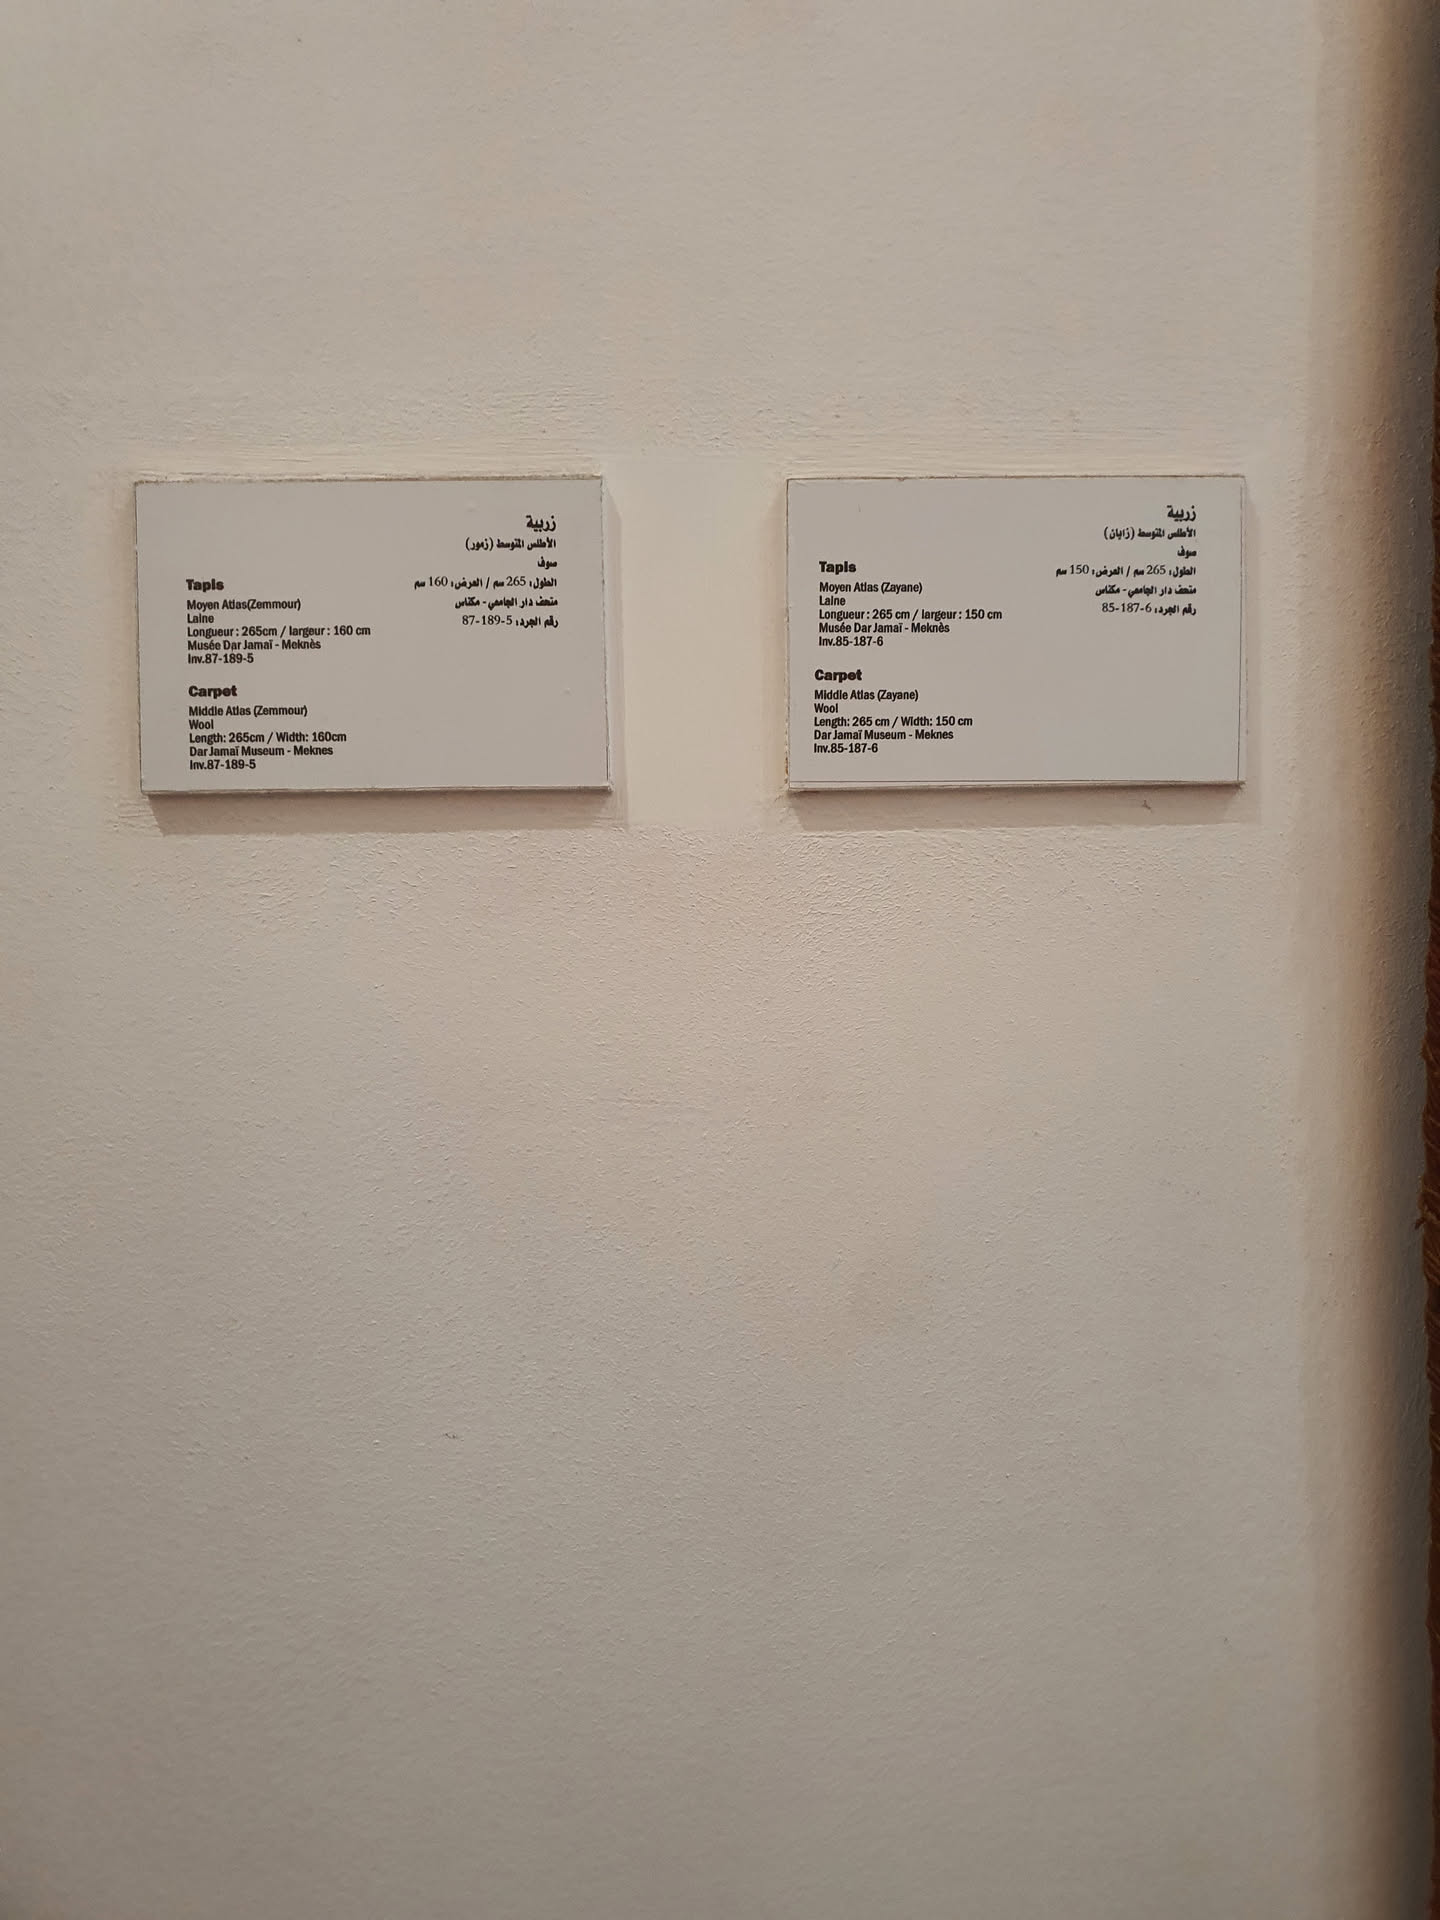 زربية
الأطلس المتوسط (زمور)
صوف
الطول: 265 سم / العرض: 160 سم
متحف دار الجامعي - مكناس
رقم الجرد: 5-189-87
Tapis
Moyen Atlas(Zemmour)
Laine
Longueur : 265cm / largeur : 160 cm
Musée Dar Jamaï - Meknès
Inv.87-189-5
Carpet
Middle Atlas (Zemmour)
Wool
Length: 265cm / Width: 160cm
Dar Jamaï Museum - Meknes
Inv.87-189-5
زربية
الأطلس المتوسط (زايان)
صوف
الطول: 265 سم / العرض: 150 سم
متحف دار الجامعي - مكناس
رقم الجرد: 6-187-85
Tapis
Moyen Atlas (Zayane)
Laine
Longueur : 265 cm / largeur : 150 cm
Musée Dar Jamaï - Meknès
Inv.85-187-6
Carpet
Middle Atlas (Zayane)
Wool
Length: 265 cm / Width: 150 cm
Dar Jamaï Museum - Meknes
Inv.85-187-6